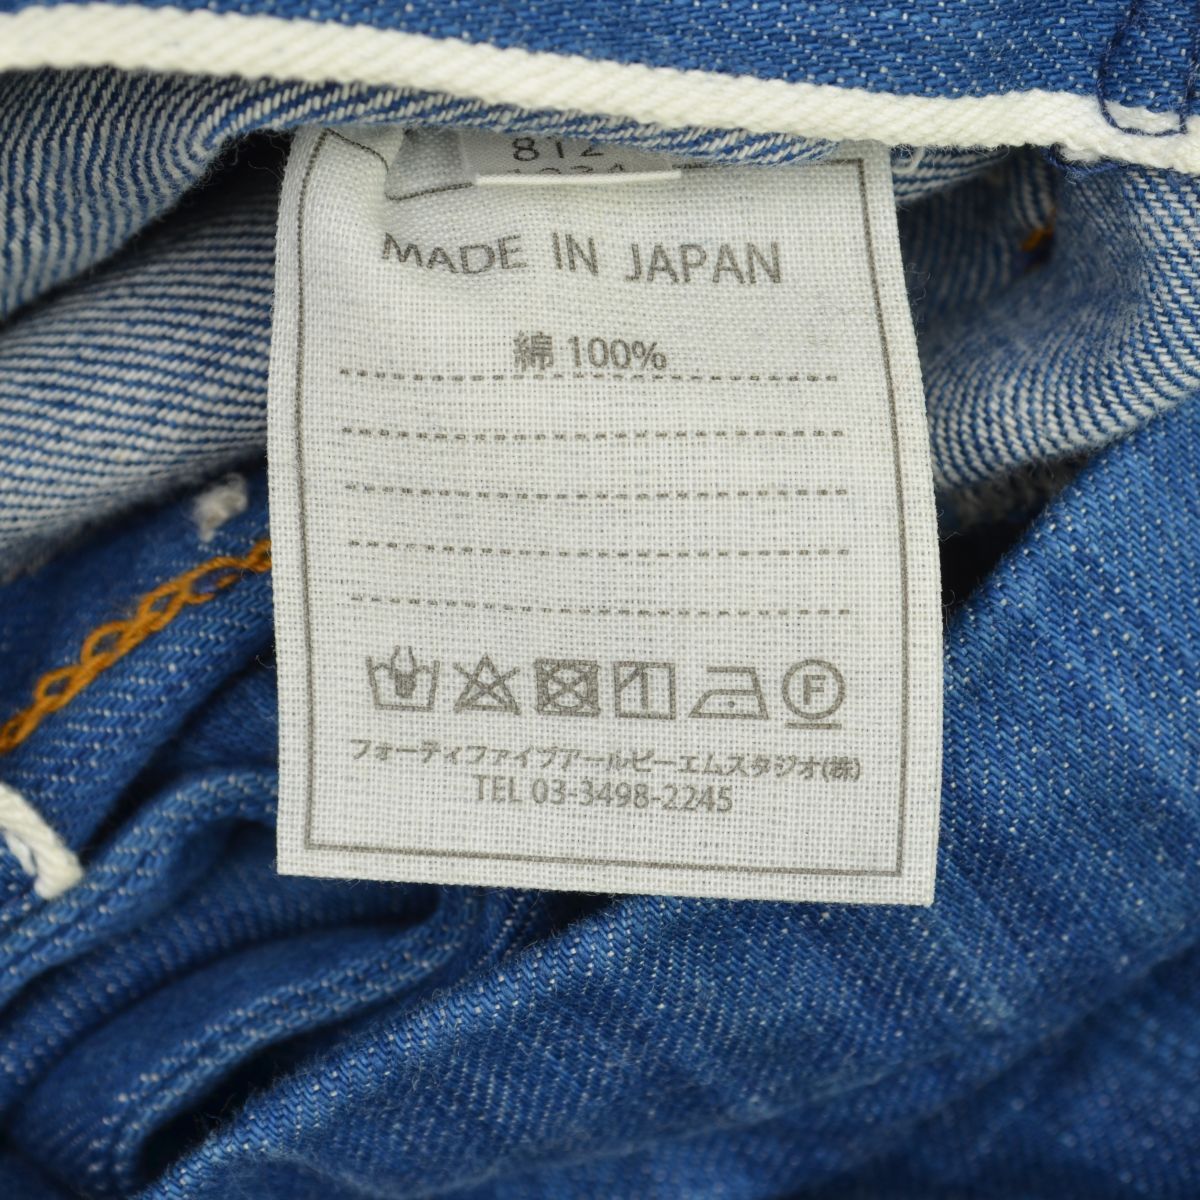 812
MADE IN JAPAN
綿 100%
F
フォーティファイブアールピーエムスタジオ(株)
TEL 03-3498-2245